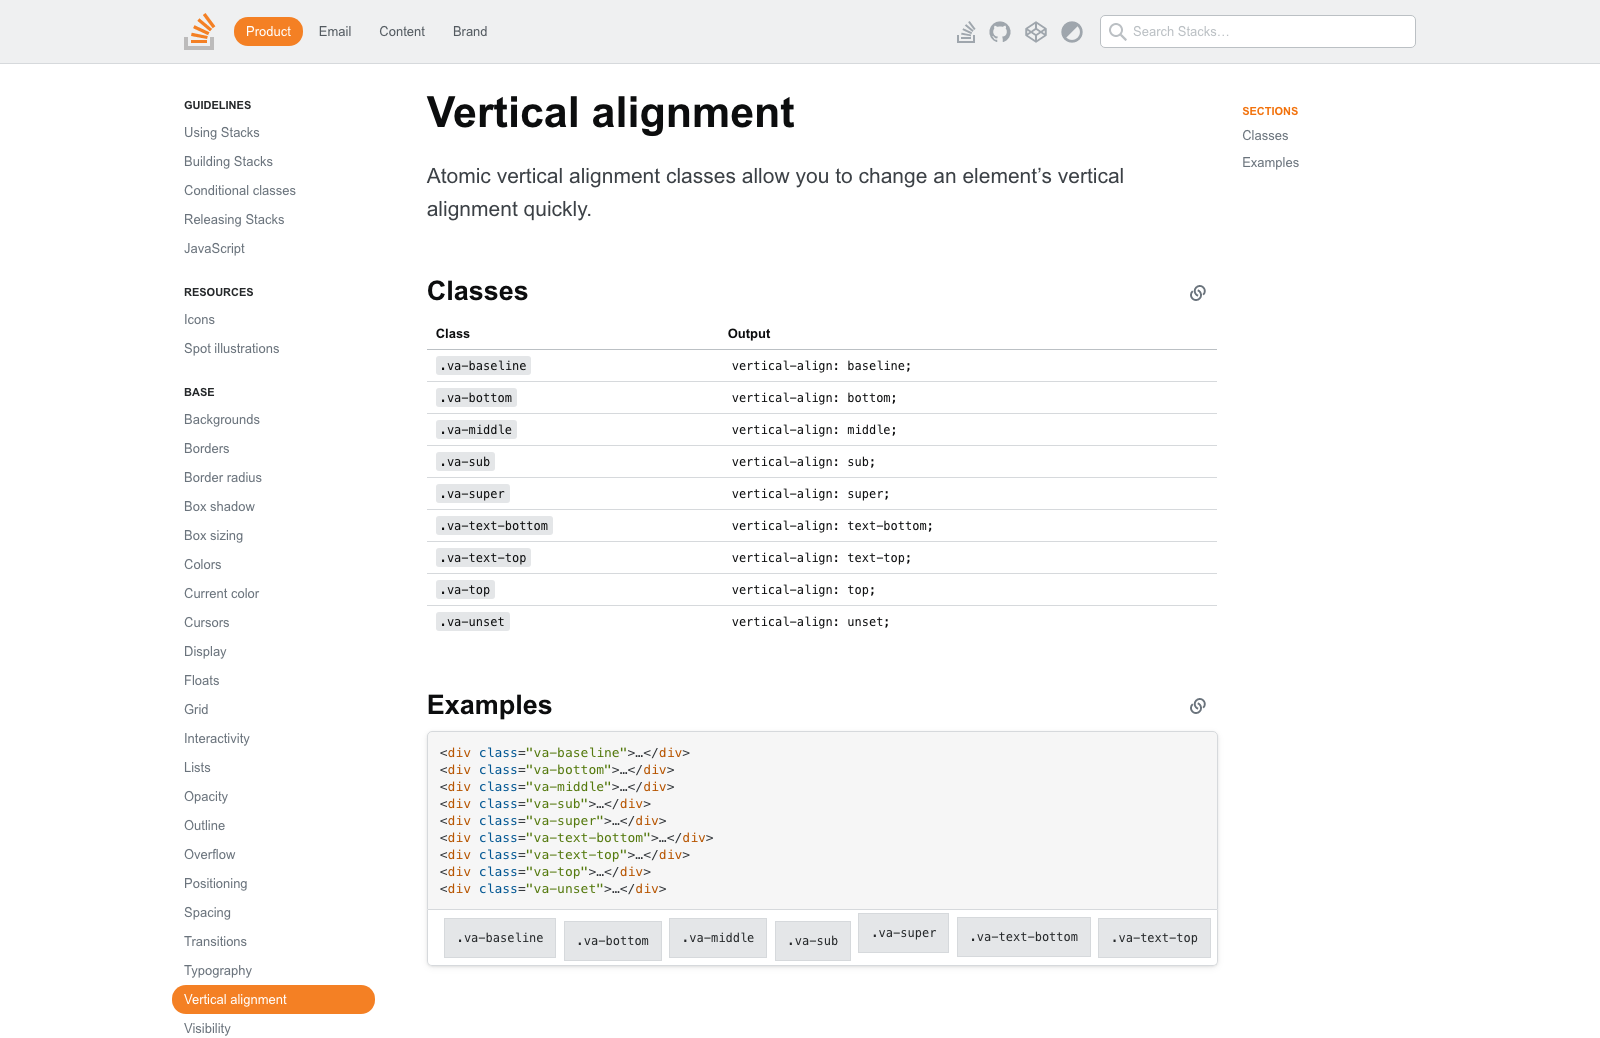 Product
Email
Content
Brand
Search Stacks…
GUIDELINES
Using Stacks
Building Stacks
Conditional classes
Releasing Stacks
JavaScript
RESOURCES
Icons
Spot illustrations
BASE
Backgrounds
Borders
Border radius
Box shadow
Box sizing
Colors
Current color
Cursors
Display
Floats
Grid
Interactivity
Lists
Opacity
Outline
Overflow
Positioning
Spacing
Transitions
Typography
Vertical alignment
Visibility
Vertical alignment
Atomic vertical alignment classes allow you to change an element’s vertical
alignment quickly.
Classes
Class Output
.va-baseline vertical-align: baseline;
.va-bottom vertical-align: bottom;
.va-middle vertical-align: middle;
.va-sub vertical-align: sub;
.va-super vertical-align: super;
.va-text-bottom vertical-align: text-bottom;
.va-text-top vertical-align: text-top;
.va-top vertical-align: top;
.va-unset vertical-align: unset;
Examples
<div class="va-baseline">…</div>
<div class="va-bottom">…</div>
<div class="va-middle">…</div>
<div class="va-sub">…</div>
<div class="va-super">…</div>
<div class="va-text-bottom">…</div>
<div class="va-text-top">…</div>
<div class="va-top">…</div>
<div class="va-unset">…</div>
.va-baseline .va-bottom .va-middle .va-sub .va-super .va-text-bottom .va-text-top
SECTIONS
Classes
Examples